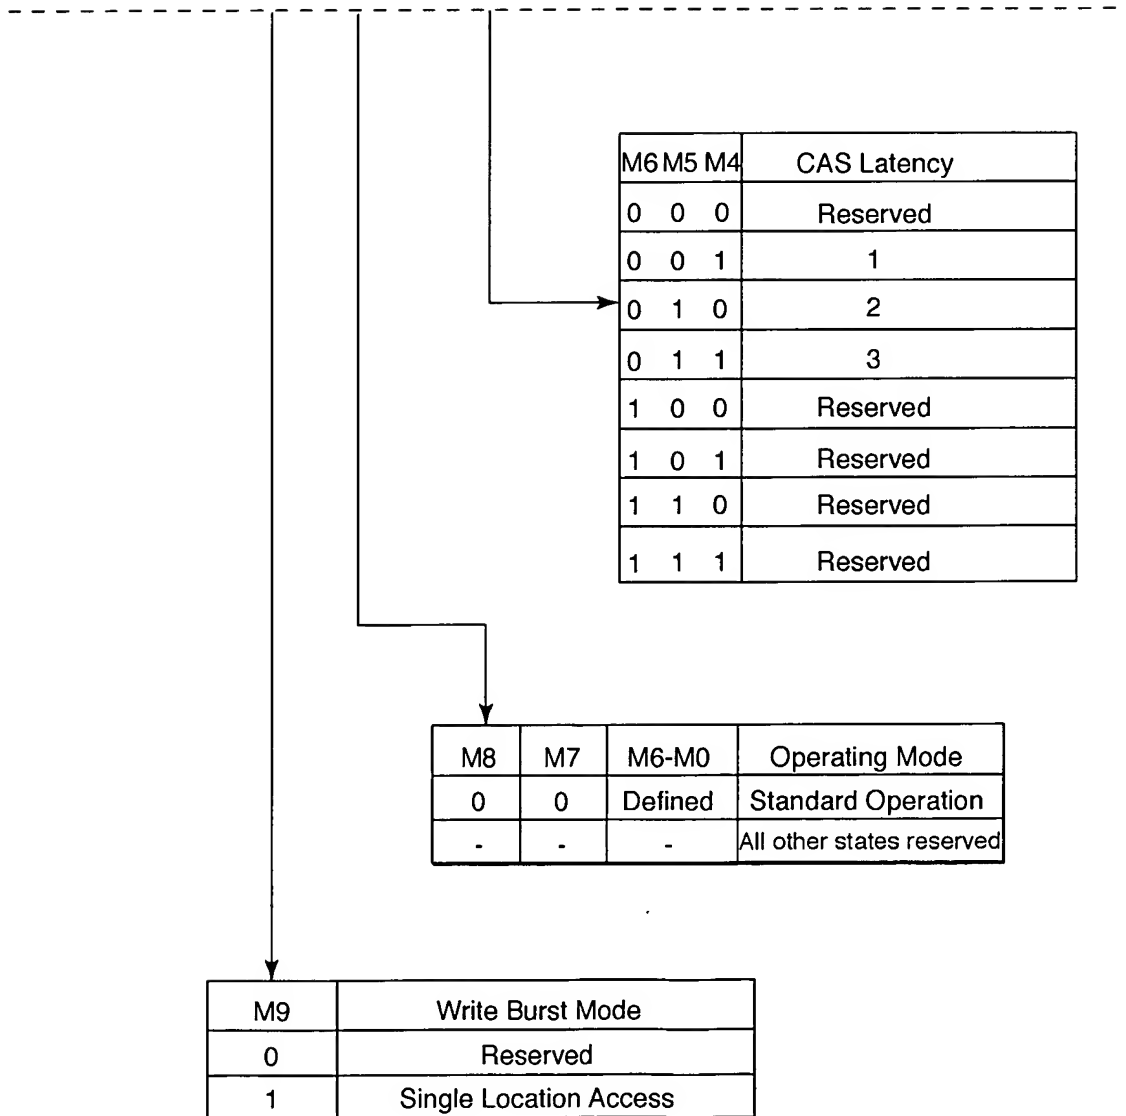 M6 M5 M4 CAS Latency
0 0 0 Reserved
0 0 1 1
0 1 0 2
0 1 1 3
1 0 0 Reserved
1 0 1 Reserved
1 1 0 Reserved
1 1 1 Reserved
M8 M7 M6-M0 Operating Mode
0 0 Defined Standard Operation
- - - All other states reserved
M9 Write Burst Mode
0 Reserved
1 Single Location Access